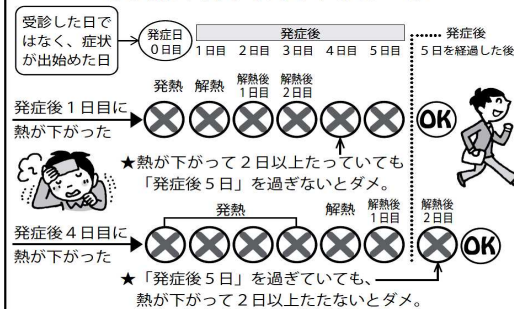 受診した日で
はなく、症状
が出始めた日
発症日
0日目
発症後
1日目 2日目 3日目 4日目 5日目
発症後
5日を経過した後
発熱 解熱 解熱後1日目 解熱後2日目
発症後1日目に
熱が下がった
OK
★熱が下がって2日以上たっていても
「発症後5日」を過ぎないとダメ。
発熱 解熱 解熱後1日目 解熱後2日目
発症後4日目に
熱が下がった
OK
★「発症後5日」を過ぎていても、
熱が下がって2日以上たたないとダメ。